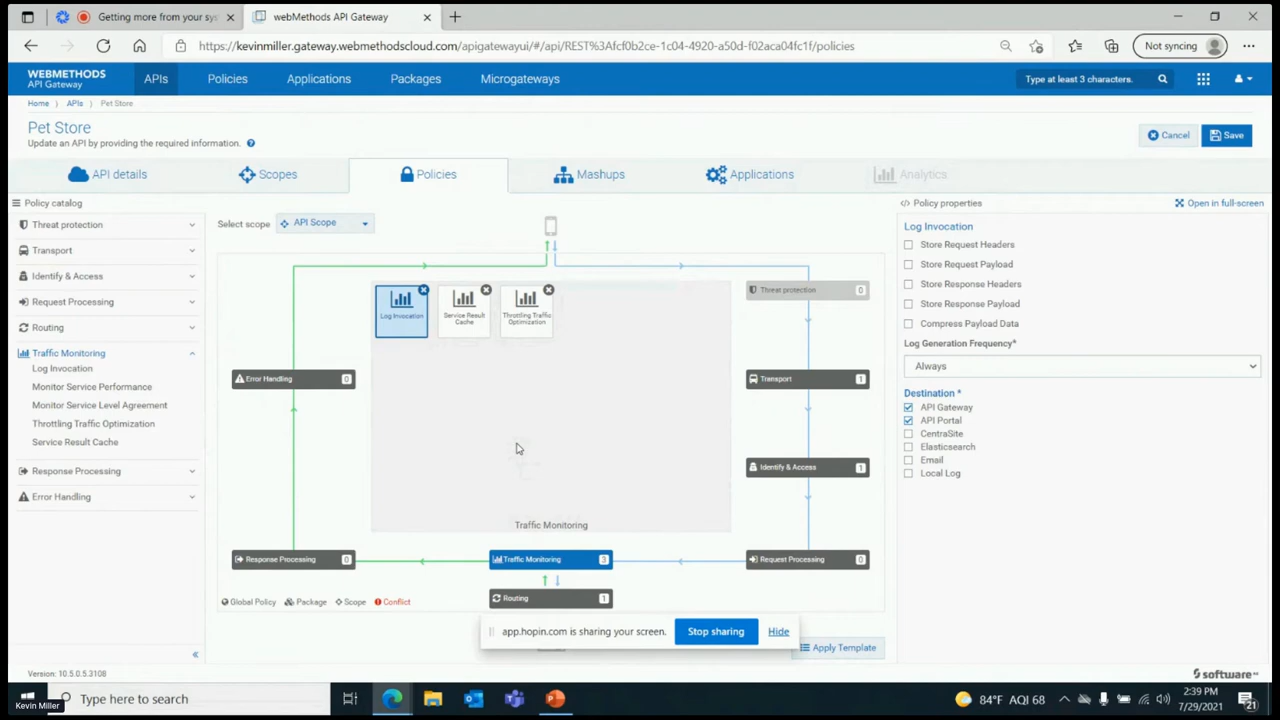 Getting more from your sys
webMethods API Gateway
https://kevinmiller.gateway.webmethodscloud.com/apigatewayui/#/api/REST%3Afcf0b2ce-1c04-4920-a50d-f02aca04fc1f/policies
Not syncing
WEBMETHODS
API Gateway
APIs
Policies
Applications
Packages
Microgateways
Type at least 3 characters.
Home
APIs
Pet Store
Pet Store
Update an API by providing the required information.
Cancel
Save
API details
Scopes
Policies
Mashups
Applications
Analytics
Policy catalog
Threat protection
Transport
Identify & Access
Request Processing
Routing
Traffic Monitoring
Log Invocation
Monitor Service Performance
Monitor Service Level Agreement
Throttling Traffic Optimization
Service Result Cache
Response Processing
Error Handling
Select scope
API Scope
Log Invocation
Service Result
Cache
Throttling Traffic
Optimization
Threat protection 0
Error Handling 0
Transport 1
Identify & Access 1
Traffic Monitoring
Response Processing 0
Traffic Monitoring 3
Request Processing 0
Routing 1
Global Policy
Package
Scope
Conflict
Apply Template
Policy properties
Open in full-screen
Log Invocation
Store Request Headers
Store Request Payload
Store Response Headers
Store Response Payload
Compress Payload Data
Log Generation Frequency*
Always
Destination *
API Gateway
API Portal
CentraSite
Elasticsearch
Email
Local Log
app.hopin.com is sharing your screen.
Stop sharing
Hide
Version: 10.5.0.5.3108
software
Type here to search
84°F AQI 68
2:39 PM
7/29/2021
21
Kevin Miller